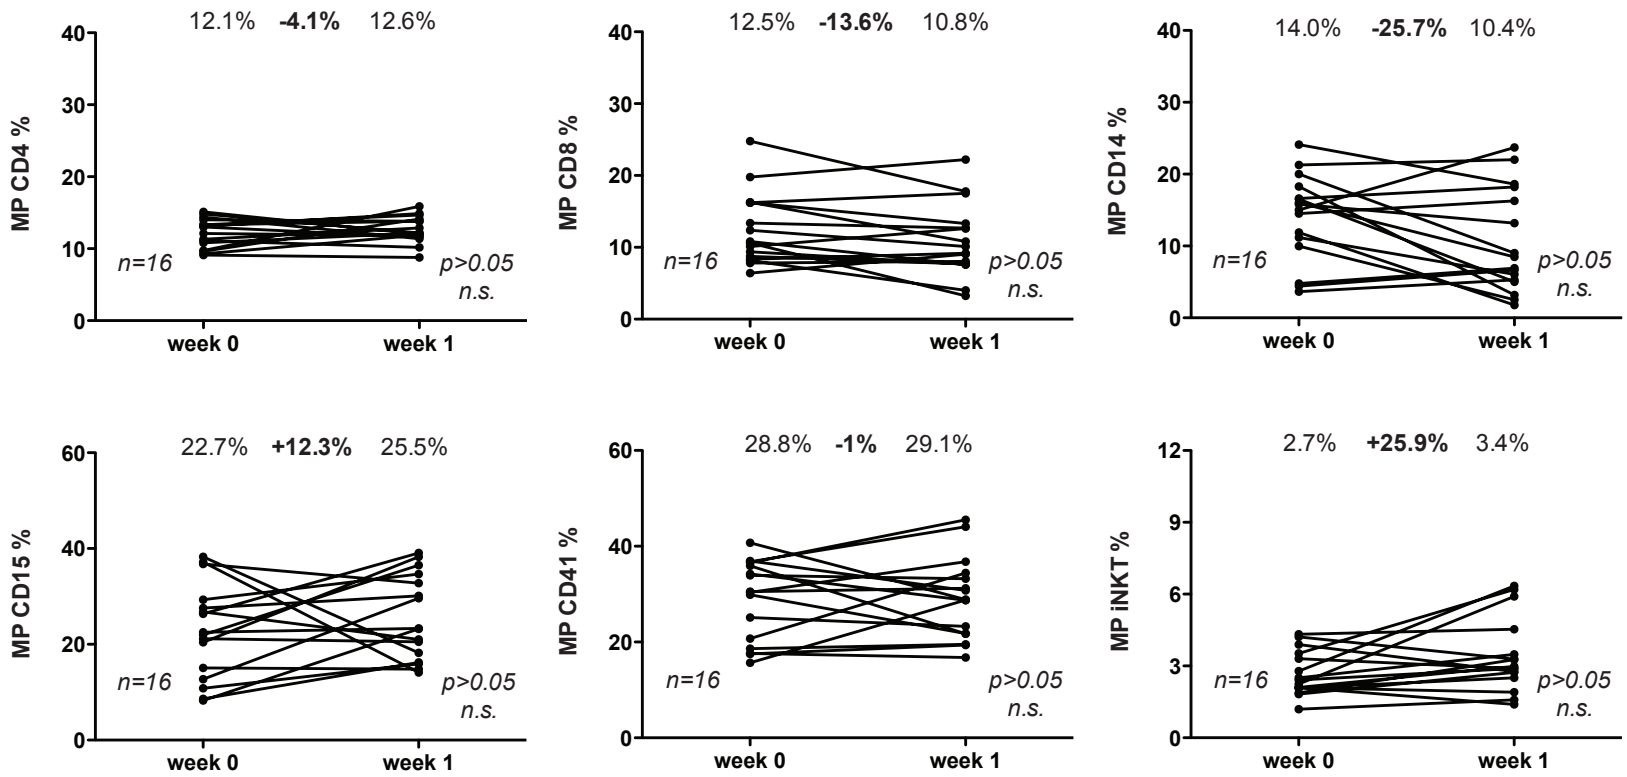 12.1% -4.1% 12.6%
40
30
20
10
0
MP CD4 %
n=16
p>0.05
n.s.
week 0 week 1
12.5% -13.6% 10.8%
40
30
20
10
0
MP CD8 %
n=16
p>0.05
n.s.
week 0 week 1
14.0% -25.7% 10.4%
40
30
20
10
0
MP CD14 %
n=16
p>0.05
n.s.
week 0 week 1
22.7% +12.3% 25.5%
60
40
20
0
MP CD15 %
n=16
p>0.05
n.s.
week 0 week 1
28.8% -1% 29.1%
60
40
20
0
MP CD41 %
n=16
p>0.05
n.s.
week 0 week 1
2.7% +25.9% 3.4%
12
9
6
3
0
MP iNKT %
n=16
p>0.05
n.s.
week 0 week 1